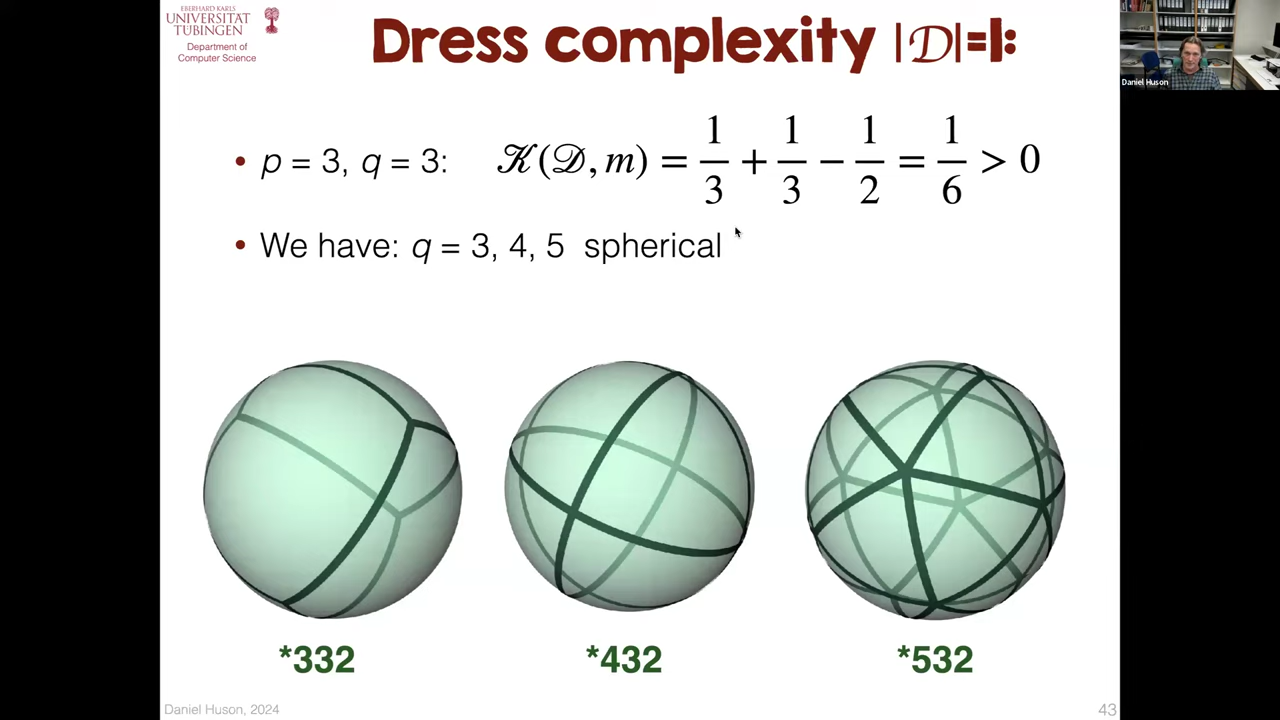 EBERHARD KARLS
UNIVERSITÄT
TÜBINGEN
Department of
Computer Science
Dress complexity |𝒟|=1:
Daniel Huson
• p = 3, q = 3: 𝒦(𝒟, m) = 1/3 + 1/3 − 1/2 = 1/6 > 0
• We have: q = 3, 4, 5 spherical
*332 *432 *532
Daniel Huson, 2024
43